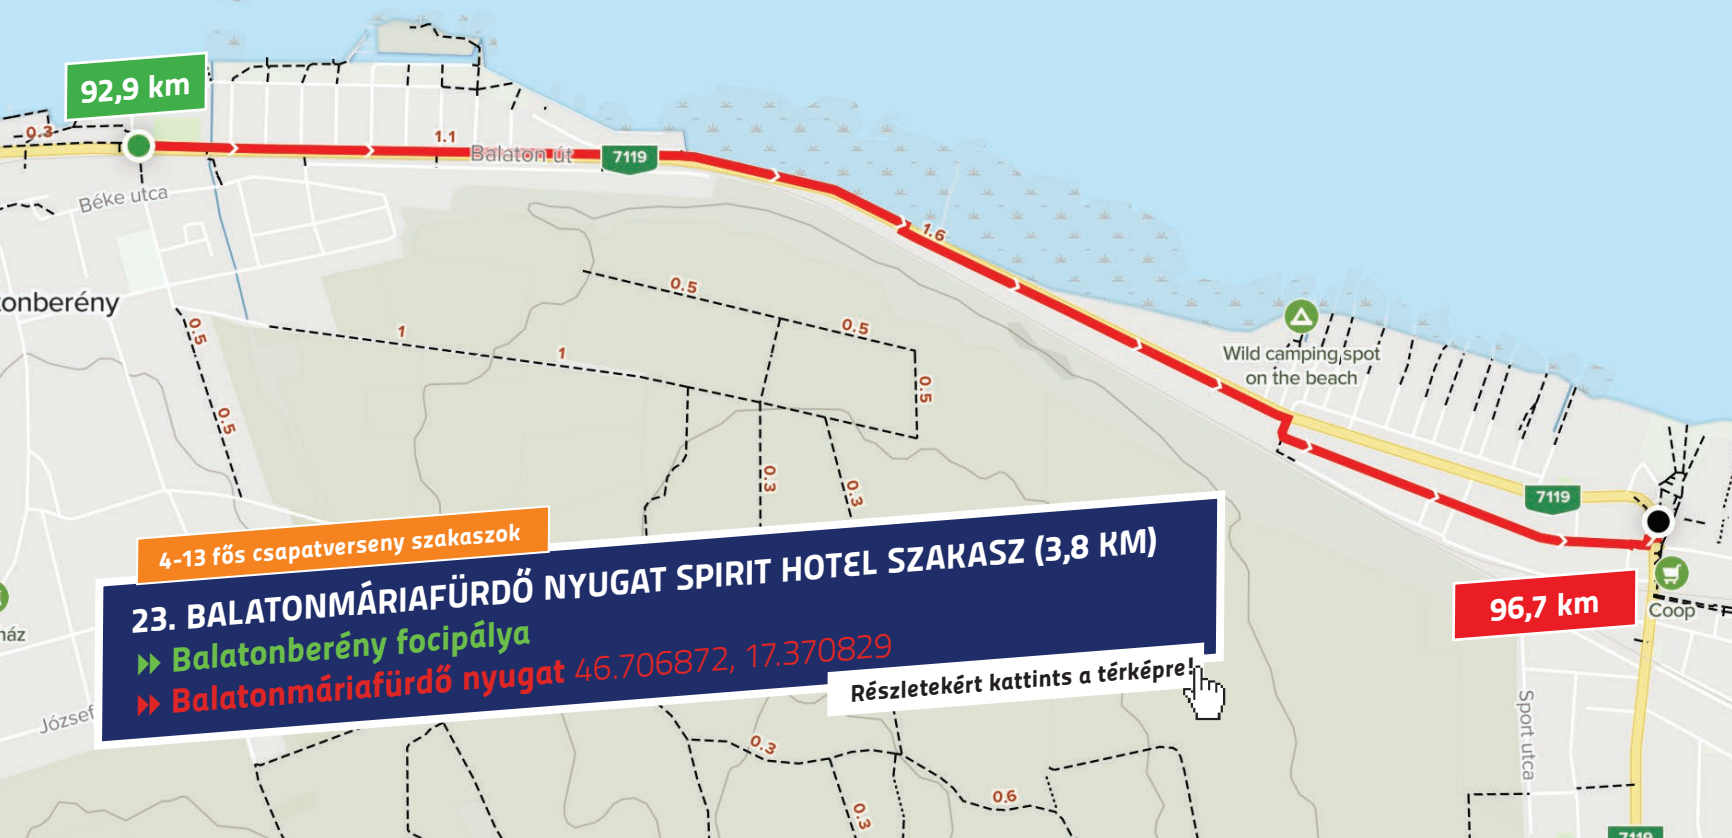 92,9 km
0.3
1.1
Balaton út
7119
Béke utca
1.6
onberény
0.5
0.5
0.5
0.5
1
1
0.5
Wild camping spot
on the beach
0.3
0.3
7119
4-13 fős csapatverseny szakaszok
23. BALATONMÁRIAFÜRDŐ NYUGAT SPIRIT HOTEL SZAKASZ (3,8 KM)
Balatonberény focipálya
Balatonmáriafürdő nyugat 46.706872, 17.370829
Részletekért kattints a térképre!
96,7 km
Coop
ház
József
Sport utca
0.3
0.6
0.3
7119